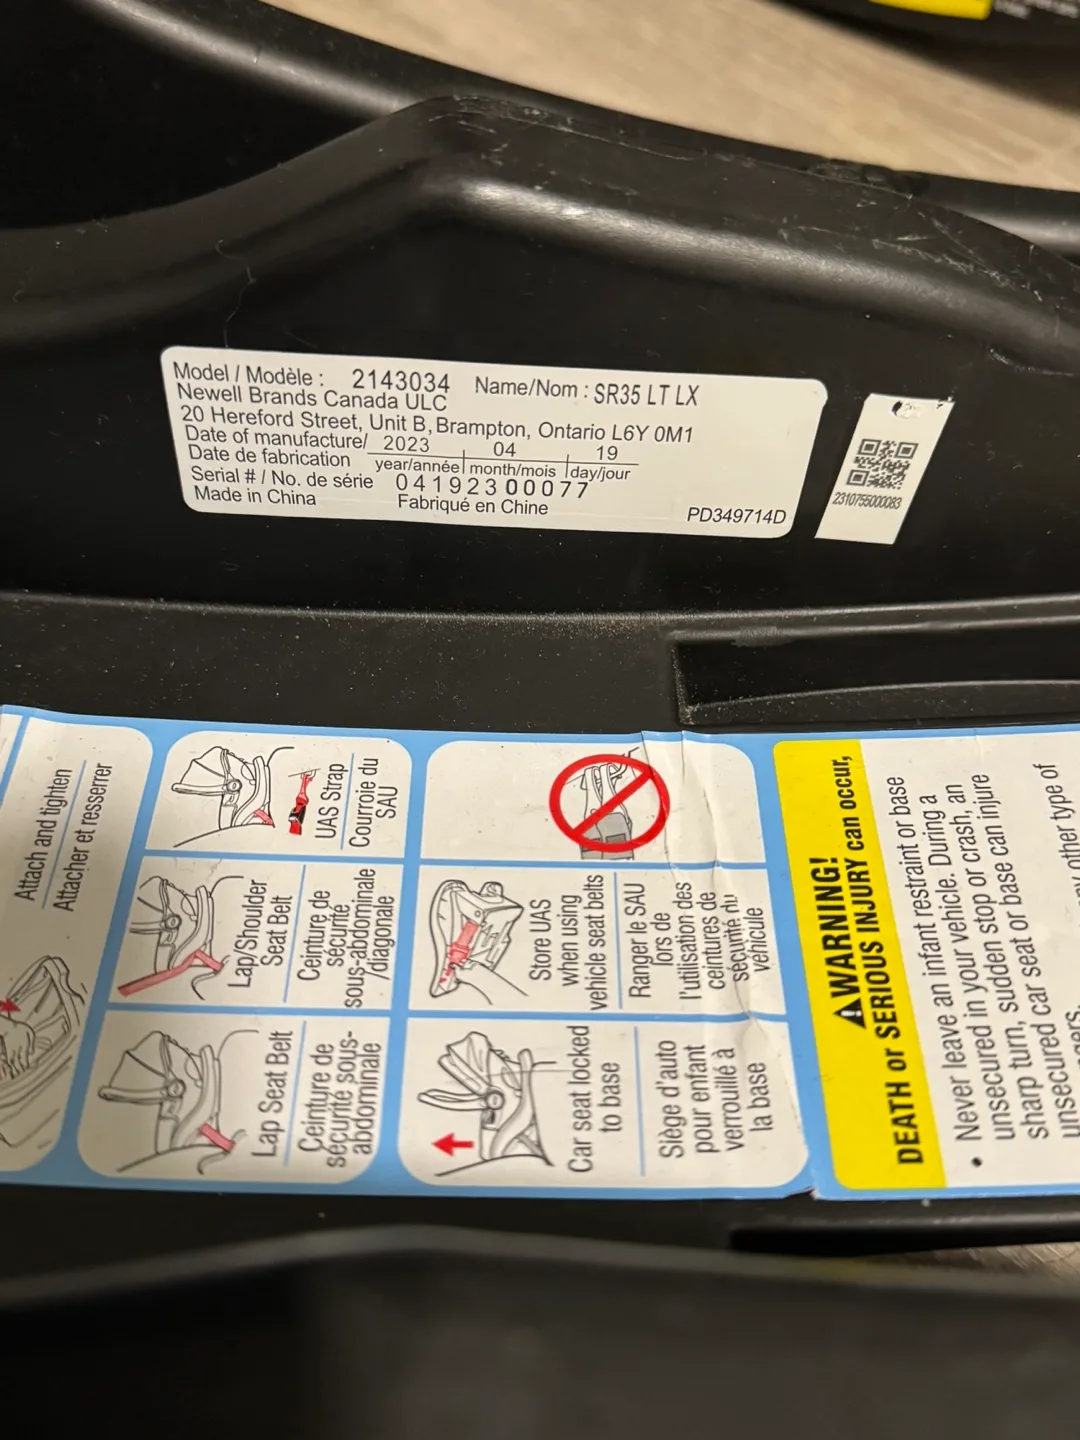 Model / Modèle : 2143034 Name/Nom : SR35 LT LX
Newell Brands Canada ULC
20 Hereford Street, Unit B, Brampton, Ontario L6Y 0M1
Date of manufacture/ 2023 04 19
Date de fabrication year/année month/mois day/jour
Serial # / No. de série 04192300077
Made in China Fabriqué en Chine PD349714D
2310755000083
Attach and tighten
Attacher et resserrer
UAS Strap
Courroie du
SAU
Lap/Shoulder
Seat Belt
Ceinture de
sécurité
sous-abdominale
/diagonale
Lap Seat Belt
Ceinture de
sécurité sous-
abdominale
Store UAS
when using
vehicle seat belts
Ranger le SAU
lors de
l'utilisation des
ceintures de
sécurité du
véhicule
Car seat locked
to base
Siège d'auto
pour enfant
verrouillé à
la base
WARNING!
DEATH or SERIOUS INJURY can occur,
• Never leave an infant restraint or base
unsecured in your vehicle. During a
sharp turn, sudden stop or crash, an
unsecured car seat or base can injure
other type of